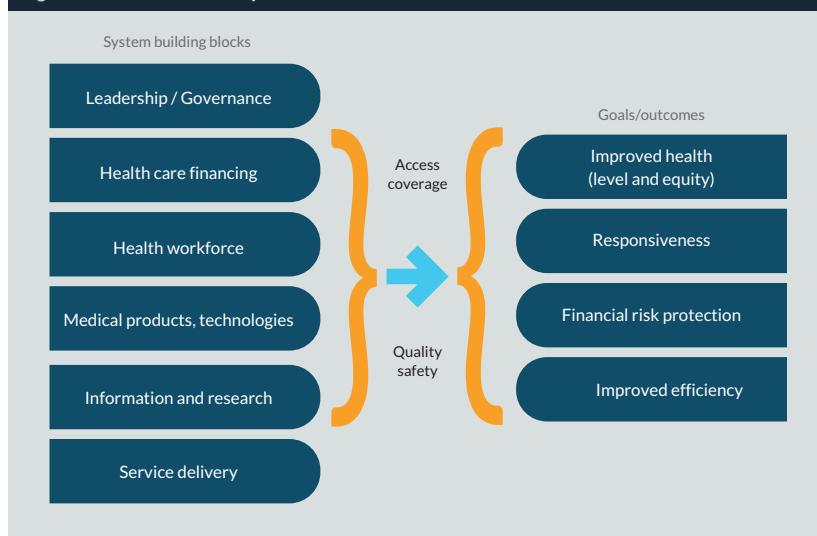 System building blocks
Leadership / Governance
Health care financing
Health workforce
Medical products, technologies
Information and research
Service delivery
Access
coverage
Quality
safety
Goals/outcomes
Improved health
(level and equity)
Responsiveness
Financial risk protection
Improved efficiency